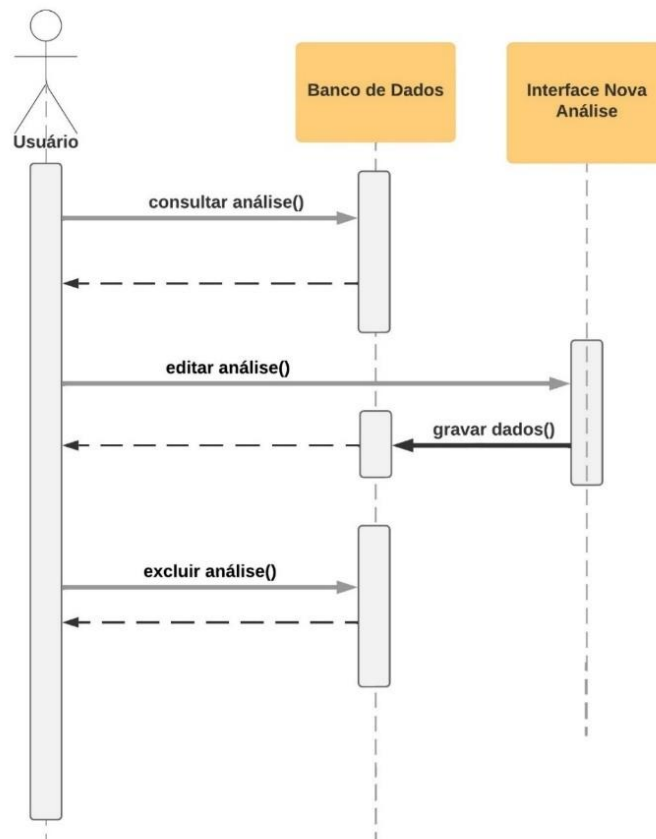 Usuário
Banco de Dados
Interface Nova
Análise
consultar análise()
editar análise()
gravar dados()
excluir análise()